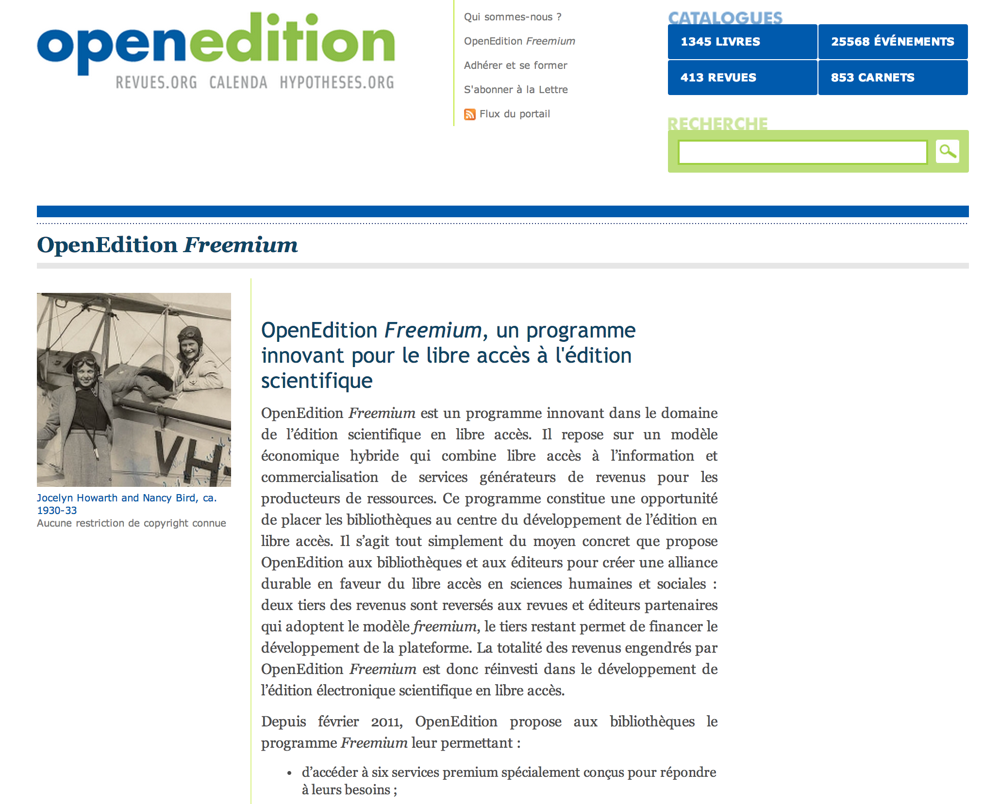 openedition
REVUES.ORG CALENDA HYPOTHESES.ORG
Qui sommes-nous ?
OpenEdition Freemium
Adhérer et se former
S'abonner à la Lettre
Flux du portail
CATALOGUES
1345 LIVRES
25568 ÉVÉNEMENTS
413 REVUES
853 CARNETS
RECHERCHE
OpenEdition Freemium
VH
Jocelyn Howarth and Nancy Bird, ca.
1930-33
Aucune restriction de copyright connue
OpenEdition Freemium, un programme
innovant pour le libre accès à l'édition
scientifique
OpenEdition Freemium est un programme innovant dans le domaine
de l’édition scientifique en libre accès. Il repose sur un modèle
économique hybride qui combine libre accès à l’information et
commercialisation de services générateurs de revenus pour les
producteurs de ressources. Ce programme constitue une opportunité
de placer les bibliothèques au centre du développement de l’édition en
libre accès. Il s’agit tout simplement du moyen concret que propose
OpenEdition aux bibliothèques et aux éditeurs pour créer une alliance
durable en faveur du libre accès en sciences humaines et sociales :
deux tiers des revenus sont reversés aux revues et éditeurs partenaires
qui adoptent le modèle freemium, le tiers restant permet de financer le
développement de la plateforme. La totalité des revenus engendrés par
OpenEdition Freemium est donc réinvesti dans le développement de
l’édition électronique scientifique en libre accès.
Depuis février 2011, OpenEdition propose aux bibliothèques le
programme Freemium leur permettant :
• d’accéder à six services premium spécialement conçus pour répondre
à leurs besoins ;